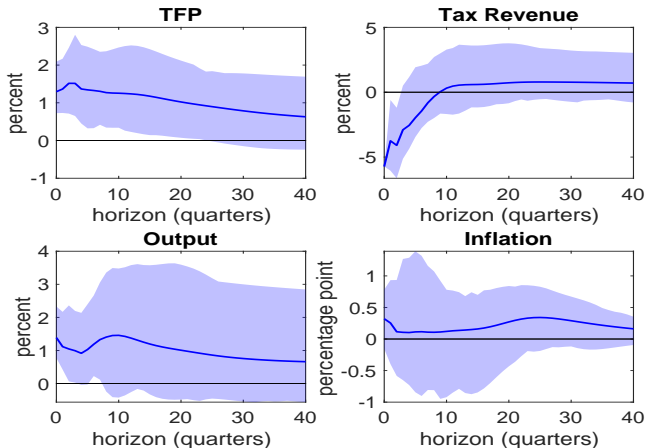 TFP
percent
3
2
1
0
-1
0 10 20 30 40
horizon (quarters)
Tax Revenue
percent
5
0
-5
0 10 20 30 40
horizon (quarters)
Output
percent
4
3
2
1
0
0 10 20 30 40
horizon (quarters)
Inflation
percentage point
1
0.5
0
-0.5
-1
0 10 20 30 40
horizon (quarters)